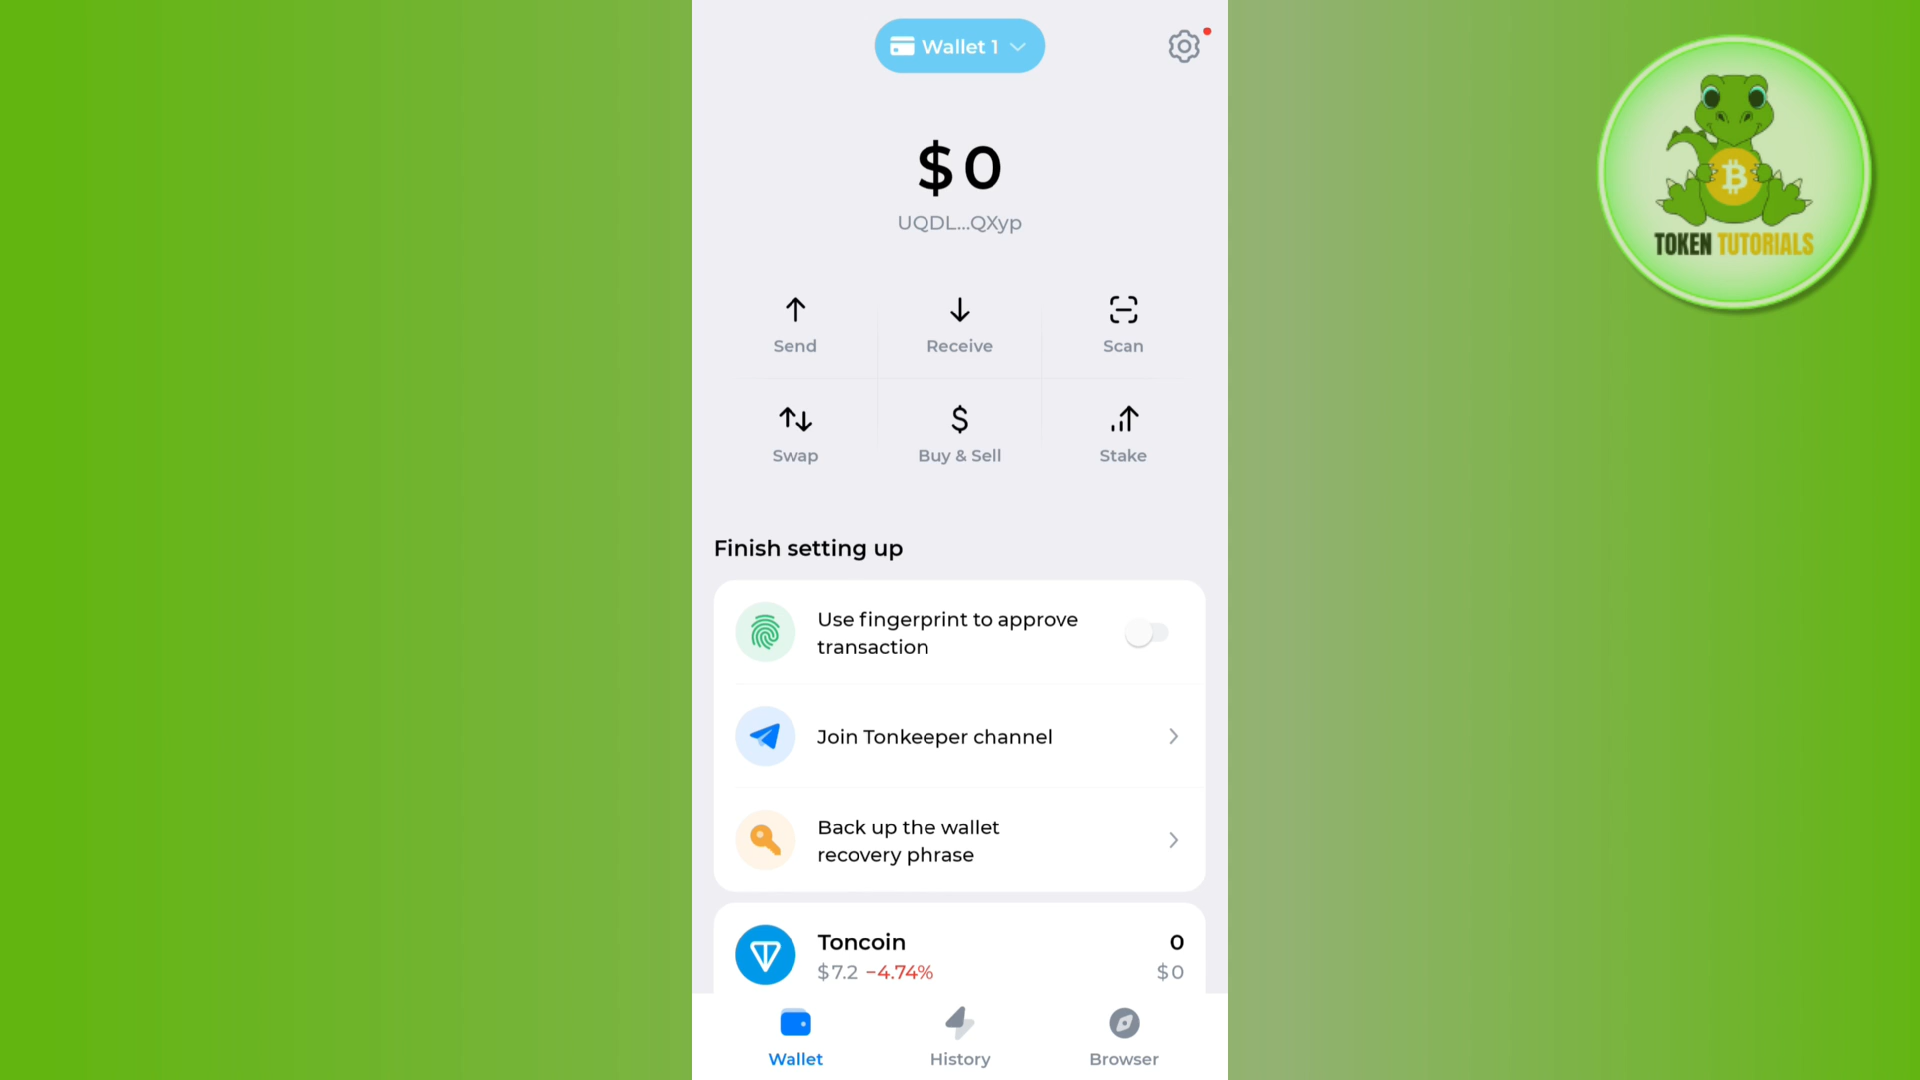 Wallet 1
$0
UQDL...QXyp
Send
Receive
Scan
Swap
Buy & Sell
Stake
Finish setting up
Use fingerprint to approve
transaction
Join Tonkeeper channel
Back up the wallet
recovery phrase
Toncoin
0
$7.2 −4.74%
$0
Wallet
History
Browser
TOKEN TUTORIALS